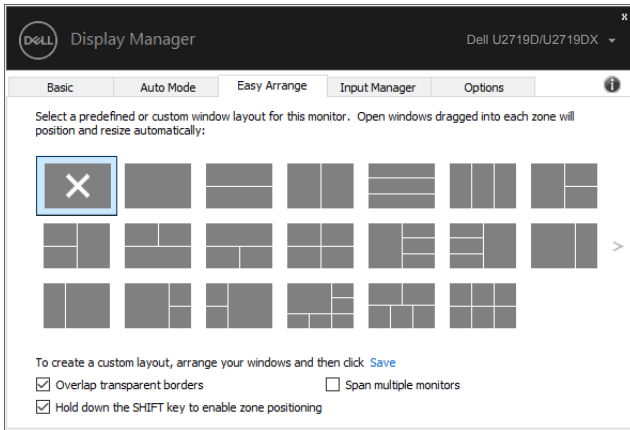 DELL Display Manager Dell U2719D/U2719DX
x
Basic Auto Mode Easy Arrange Input Manager Options i
Select a predefined or custom window layout for this monitor. Open windows dragged into each zone will
position and resize automatically:
To create a custom layout, arrange your windows and then click Save
Overlap transparent borders Span multiple monitors
Hold down the SHIFT key to enable zone positioning